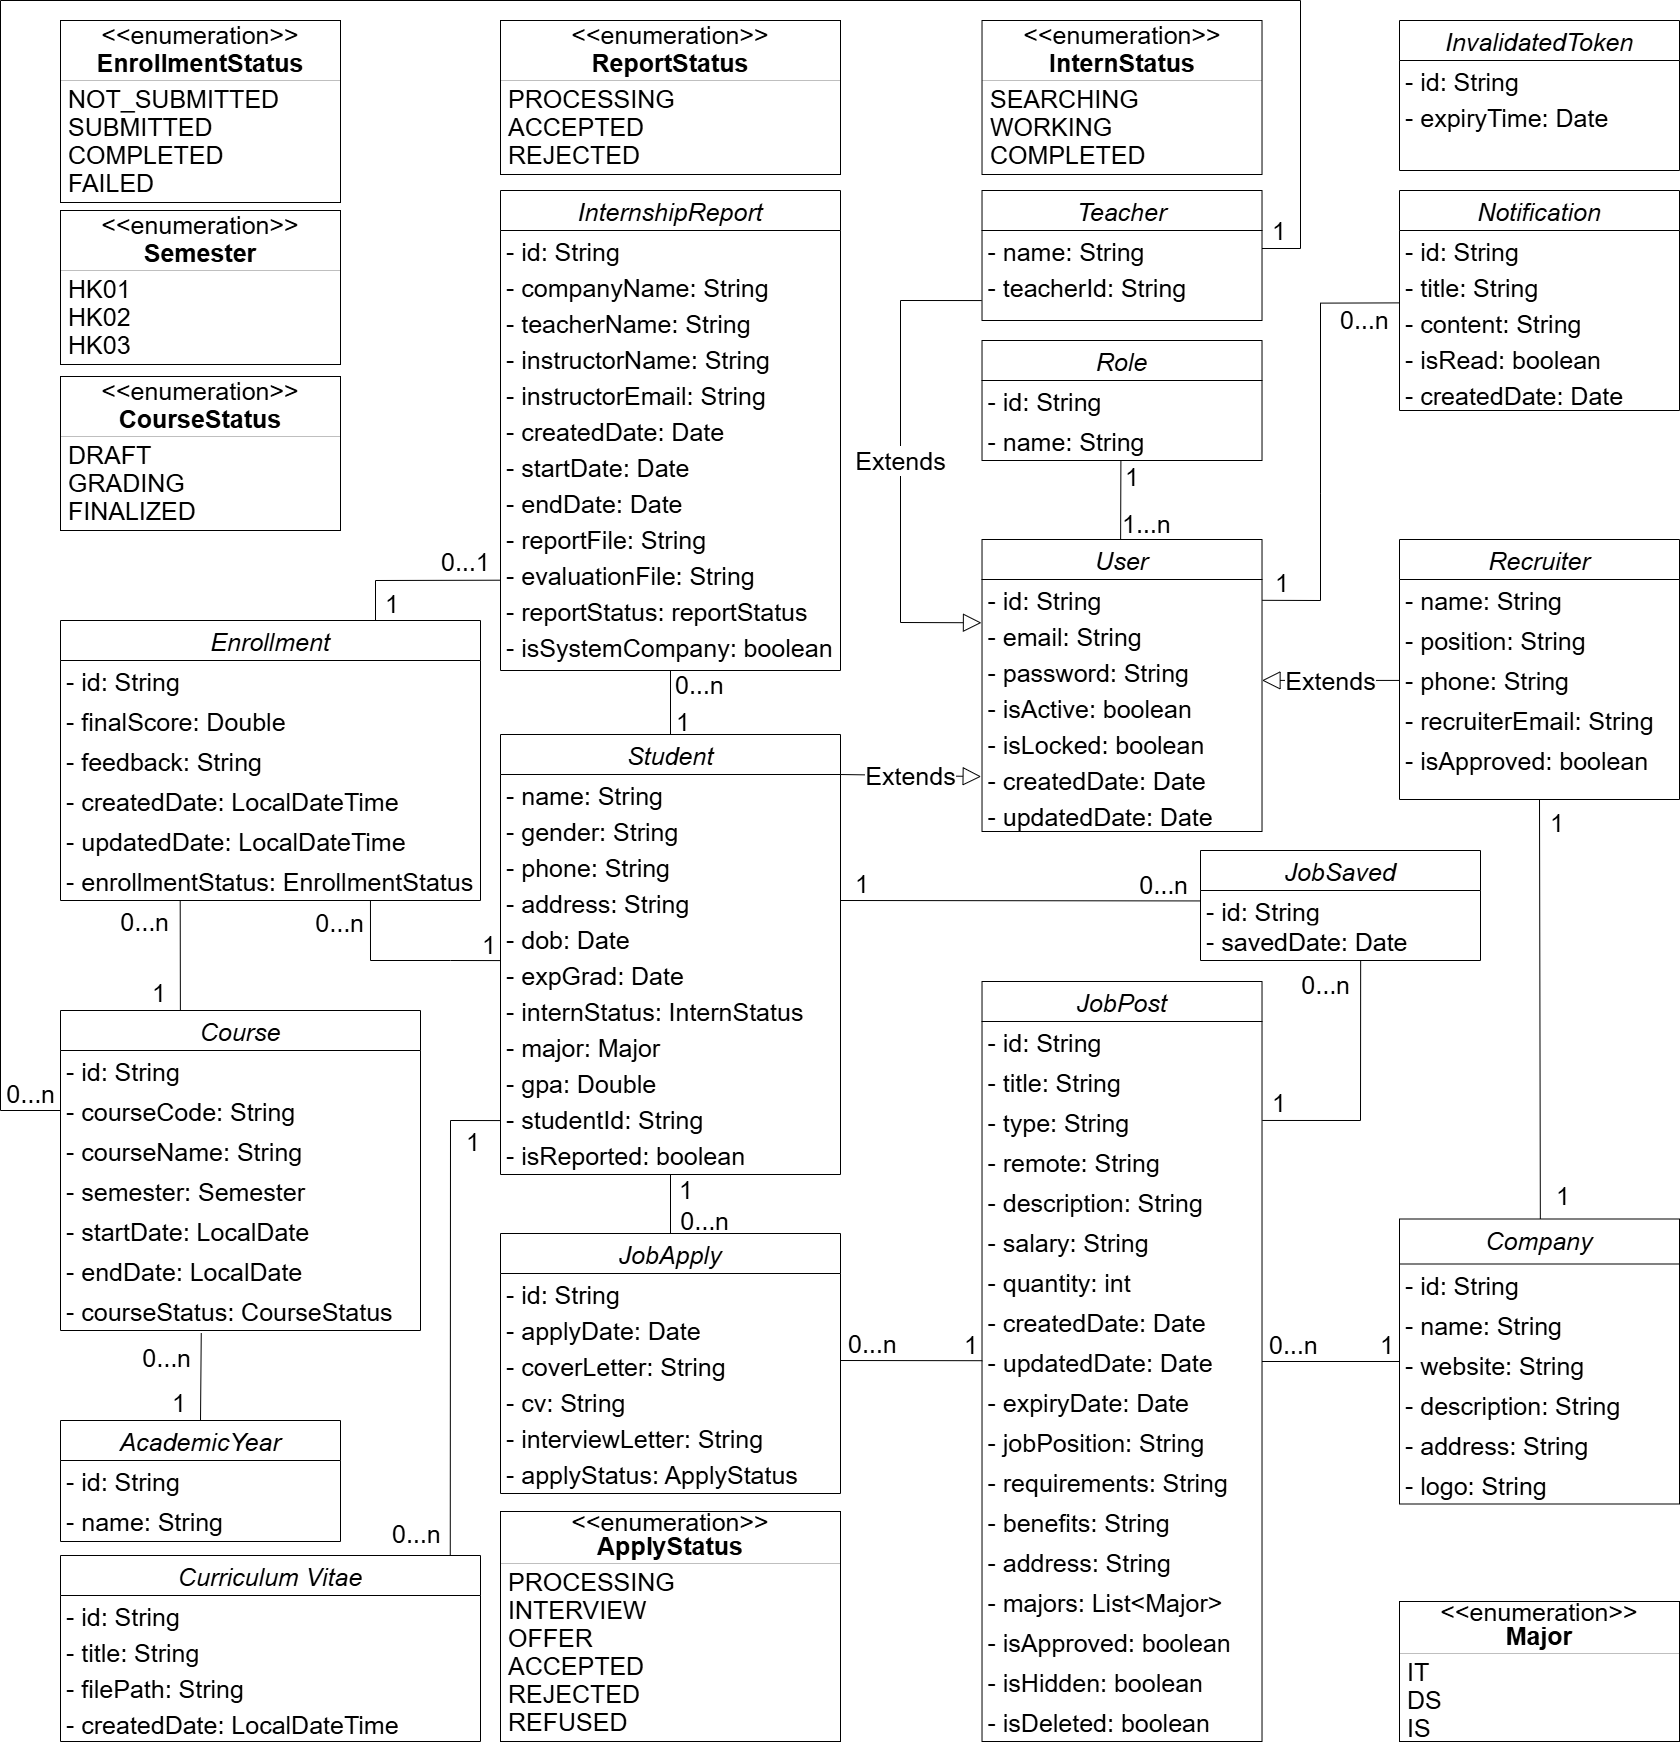 <<enumeration>>
EnrollmentStatus
NOT_SUBMITTED
SUBMITTED
COMPLETED
FAILED
<<enumeration>>
Semester
HK01
HK02
HK03
<<enumeration>>
CourseStatus
DRAFT
GRADING
FINALIZED
<<enumeration>>
ReportStatus
PROCESSING
ACCEPTED
REJECTED
<<enumeration>>
InternStatus
SEARCHING
WORKING
COMPLETED
InvalidatedToken
- id: String
- expiryTime: Date
InternshipReport
- id: String
- companyName: String
- teacherName: String
- instructorName: String
- instructorEmail: String
- createdDate: Date
- startDate: Date
- endDate: Date
- reportFile: String
- evaluationFile: String
- reportStatus: reportStatus
- isSystemCompany: boolean
Teacher
- name: String
- teacherId: String
1
Notification
- id: String
- title: String
- content: String
- isRead: boolean
- createdDate: Date
0...n
Role
- id: String
- name: String
1
1...n
Extends
User
- id: String
- email: String
- password: String
- isActive: boolean
- isLocked: boolean
- createdDate: Date
- updatedDate: Date
1
Extends
Recruiter
- name: String
- position: String
- phone: String
- recruiterEmail: String
- isApproved: boolean
1
0...1
1
Enrollment
- id: String
- finalScore: Double
- feedback: String
- createdDate: LocalDateTime
- updatedDate: LocalDateTime
- enrollmentStatus: EnrollmentStatus
0...n
0...n
1
1
0...n
1
Student
- name: String
- gender: String
- phone: String
- address: String
- dob: Date
- expGrad: Date
- internStatus: InternStatus
- major: Major
- gpa: Double
- studentId: String
- isReported: boolean
Extends
1
0...n
JobSaved
- id: String
- savedDate: Date
0...n
1
0...n
Course
- id: String
- courseCode: String
- courseName: String
- semester: Semester
- startDate: LocalDate
- endDate: LocalDate
- courseStatus: CourseStatus
0...n
1
AcademicYear
- id: String
- name: String
1
0...n
Curriculum Vitae
- id: String
- title: String
- filePath: String
- createdDate: LocalDateTime
1
0...n
JobApply
- id: String
- applyDate: Date
- coverLetter: String
- cv: String
- interviewLetter: String
- applyStatus: ApplyStatus
0...n
1
<<enumeration>>
ApplyStatus
PROCESSING
INTERVIEW
OFFER
ACCEPTED
REJECTED
REFUSED
JobPost
- id: String
- title: String
- type: String
- remote: String
- description: String
- salary: String
- quantity: int
- createdDate: Date
- updatedDate: Date
- expiryDate: Date
- jobPosition: String
- requirements: String
- benefits: String
- address: String
- majors: List<Major>
- isApproved: boolean
- isHidden: boolean
- isDeleted: boolean
0...n
1
1
Company
- id: String
- name: String
- website: String
- description: String
- address: String
- logo: String
<<enumeration>>
Major
IT
DS
IS